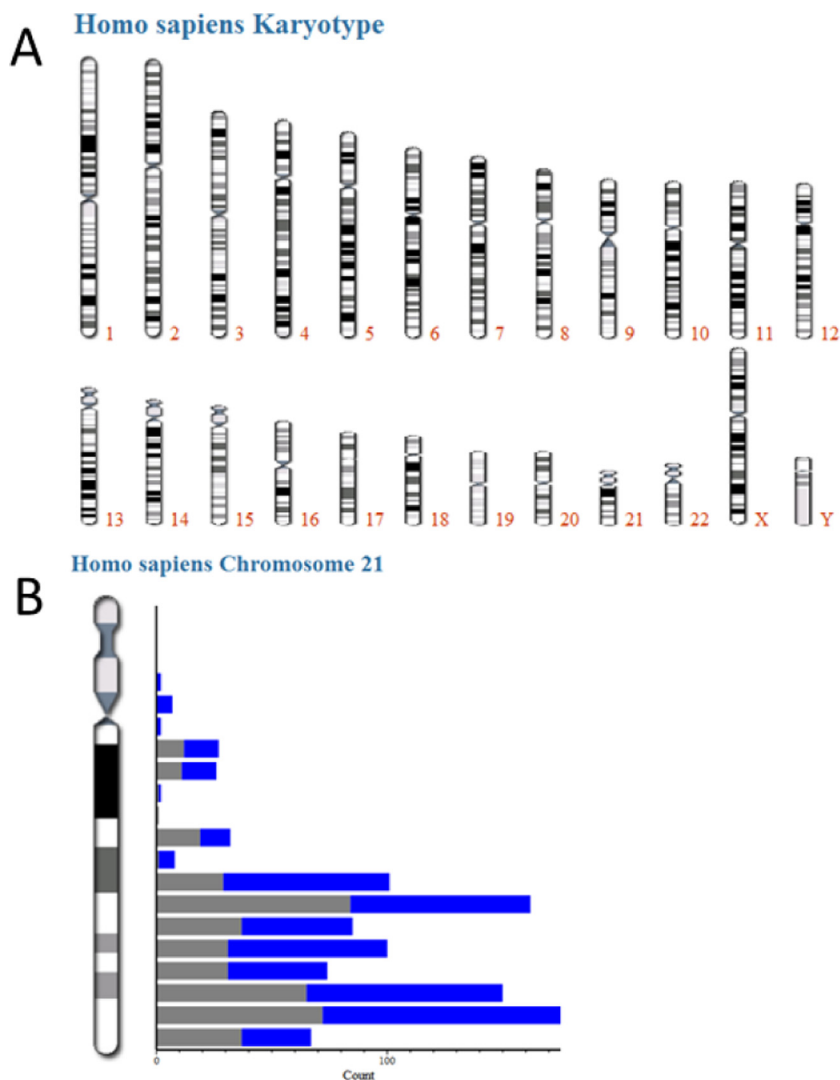 Homo sapiens Karyotype
A
1 2 3 4 5 6 7 8 9 10 11 12
13 14 15 16 17 18 19 20 21 22 X Y
Homo sapiens Chromosome 21
B
0 100
Count